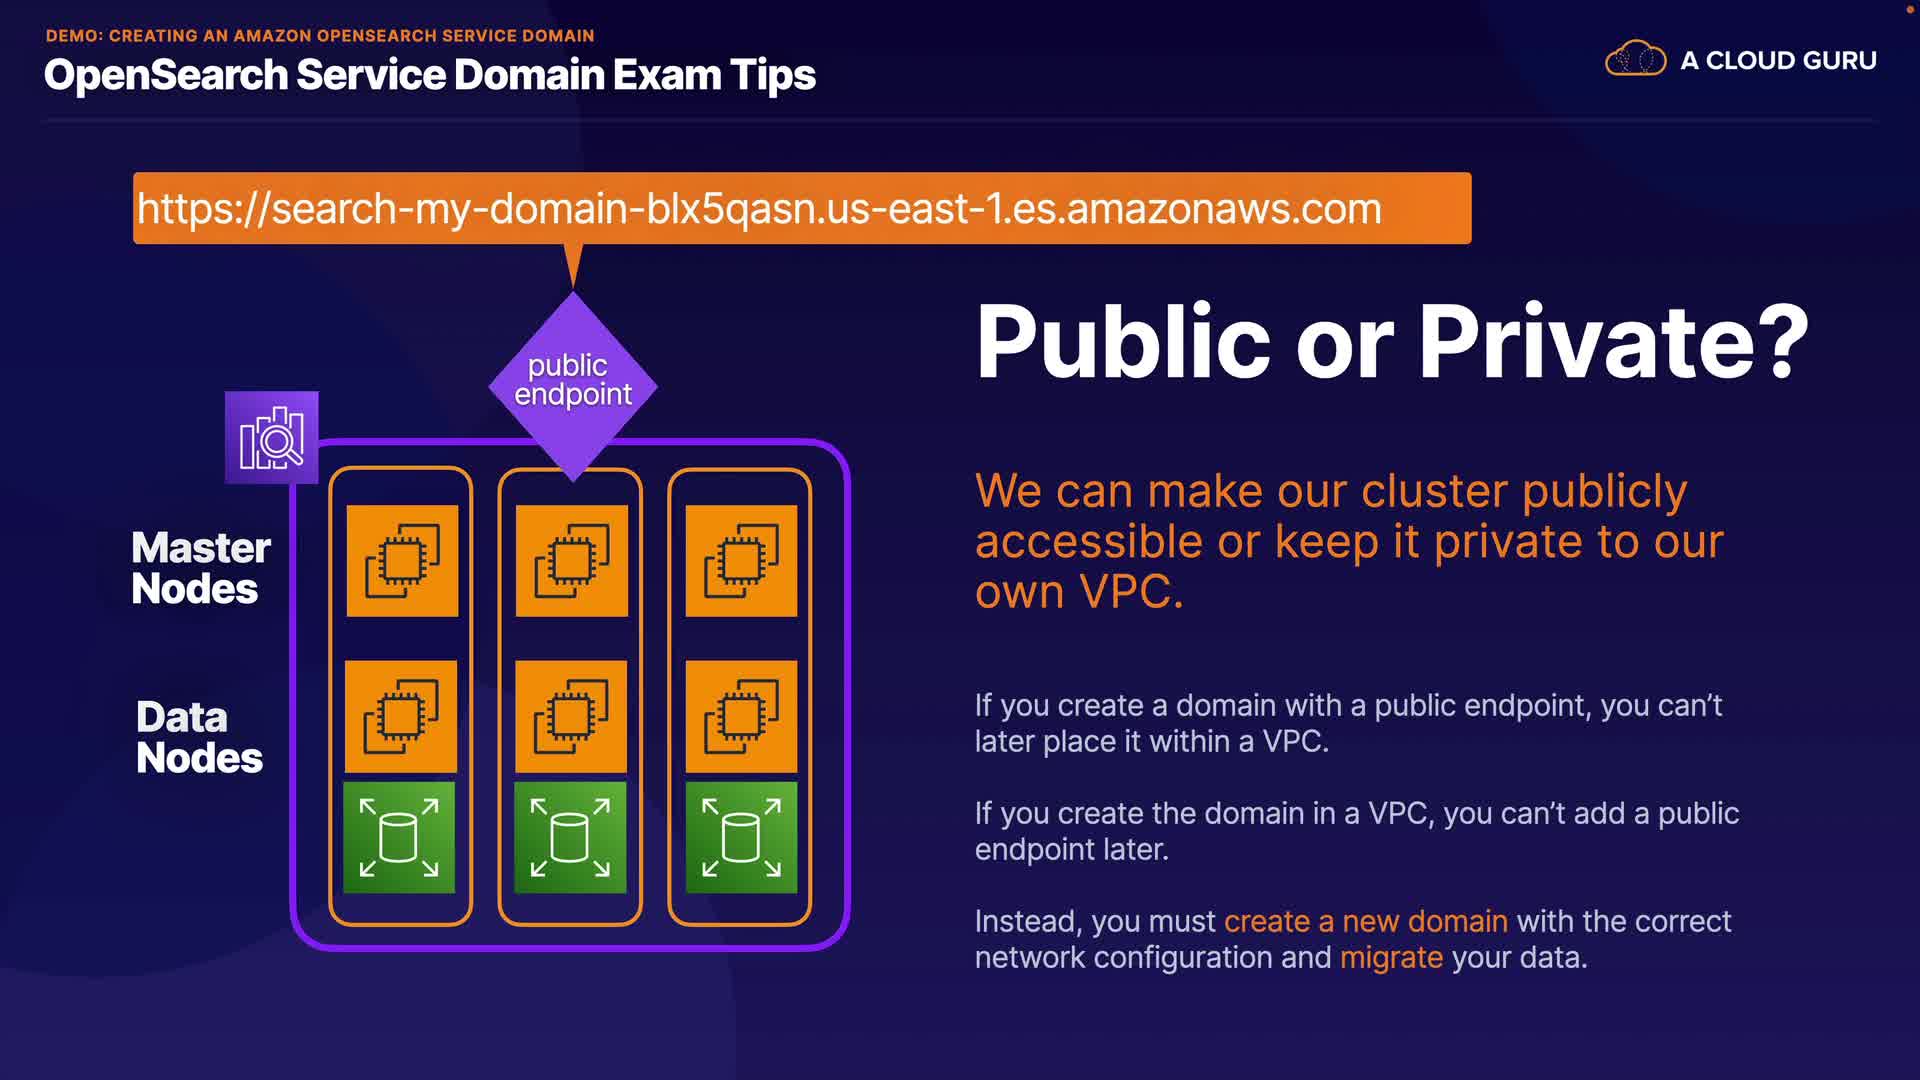 DEMO: CREATING AN AMAZON OPENSEARCH SERVICE DOMAIN
OpenSearch Service Domain Exam Tips
A CLOUD GURU
https://search-my-domain-blx5qasn.us-east-1.es.amazonaws.com
public
endpoint
Master
Nodes
Data
Nodes
Public or Private?
We can make our cluster publicly
accessible or keep it private to our
own VPC.
If you create a domain with a public endpoint, you can’t
later place it within a VPC.
If you create the domain in a VPC, you can’t add a public
endpoint later.
Instead, you must create a new domain with the correct
network configuration and migrate your data.